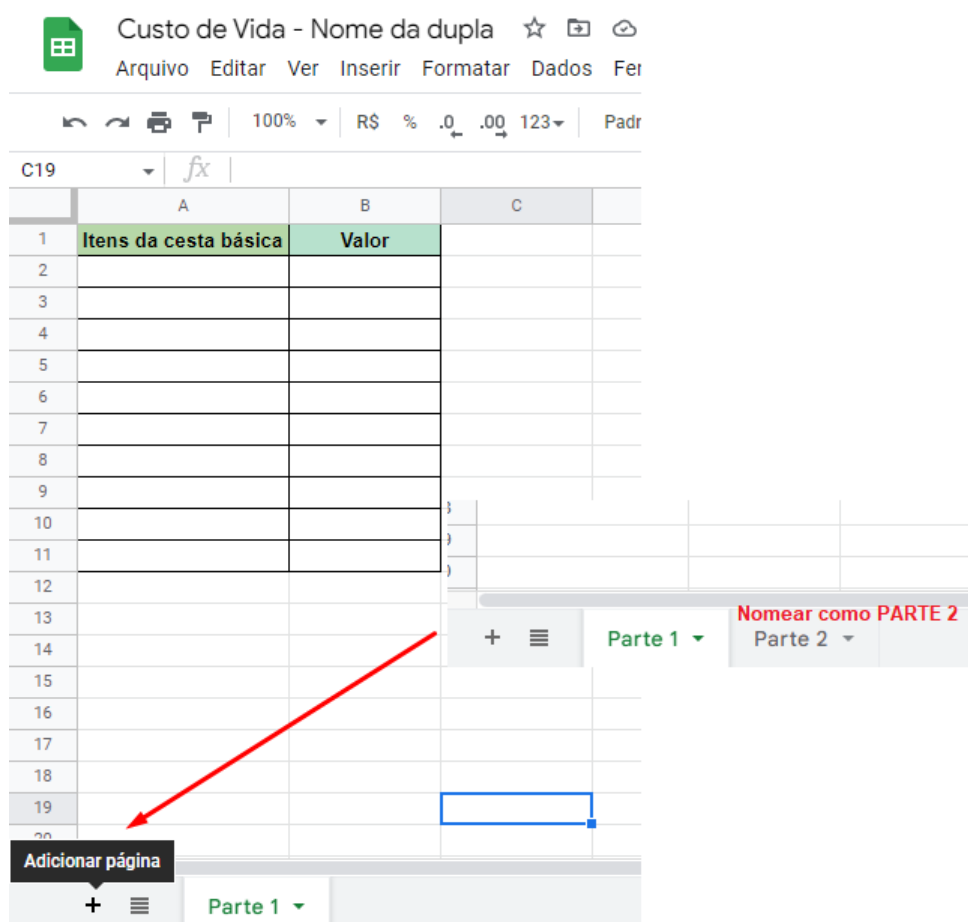 Custo de Vida - Nome da dupla
Arquivo Editar Ver Inserir Formatar Dados Fer
100% R$ % .0 .00 123 Padr
C19 fx
A B C
1 Itens da cesta básica Valor
2
3
4
5
6
7
8
9
10
11
12
13
14
15
16
17
18
19
Nomear como PARTE 2
+ Parte 1 Parte 2
Adicionar página
+ Parte 1